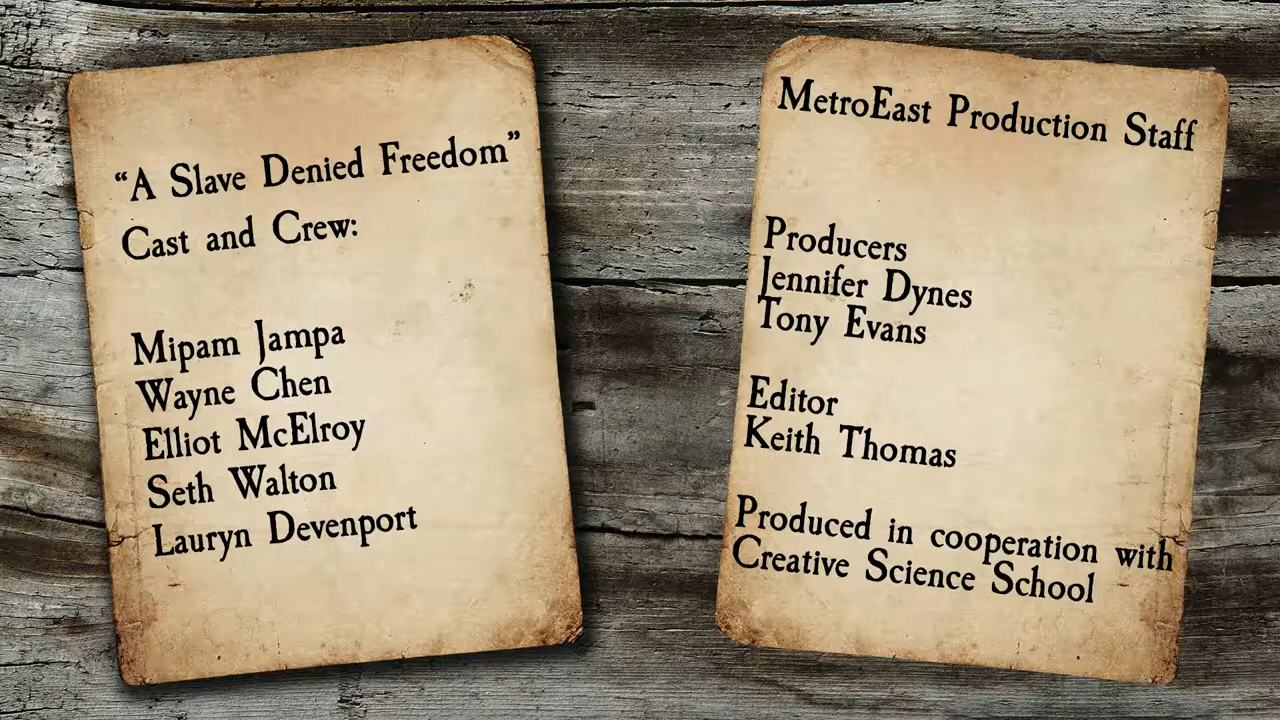 “A Slave Denied Freedom”
Cast and Crew:
Mipam Jampa
Wayne Chen
Elliot McElroy
Seth Walton
Lauryn Devenport
MetroEast Production Staff
Producers
Jennifer Dynes
Tony Evans
Editor
Keith Thomas
Produced in cooperation with
Creative Science School